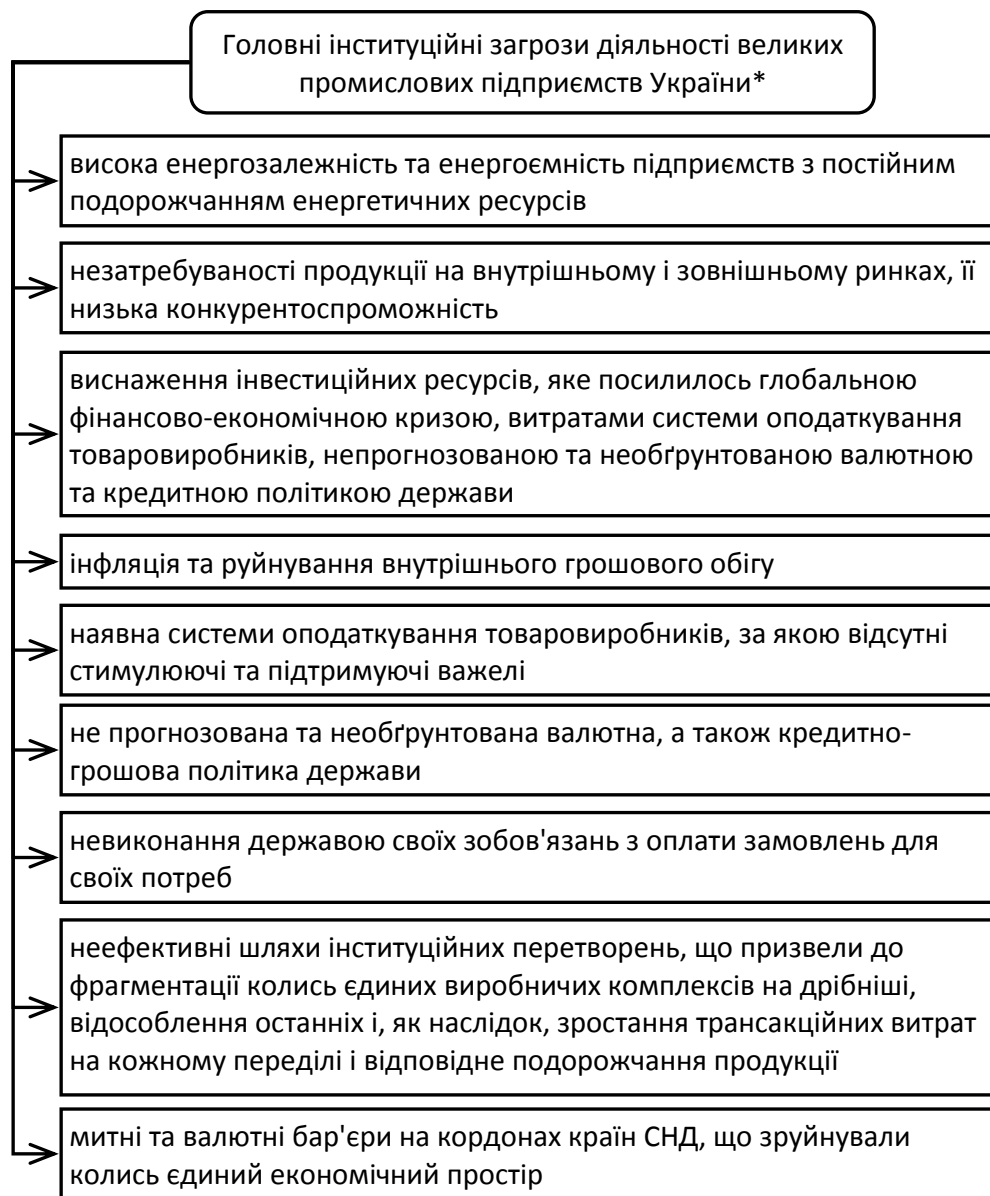 Головні інституційні загрози діяльності великих
промислових підприємств України*
висока енергозалежність та енергоємність підприємств з постійним
подорожчанням енергетичних ресурсів
незатребуваності продукції на внутрішньому і зовнішньому ринках, її
низька конкурентоспроможність
виснаження інвестиційних ресурсів, яке посилилось глобальною
фінансово-економічною кризою, витратами системи оподаткування
товаровиробників, непрогнозованою та необґрунтованою валютною
та кредитною політикою держави
інфляція та руйнування внутрішнього грошового обігу
наявна системи оподаткування товаровиробників, за якою відсутні
стимулюючі та підтримуючі важелі
не прогнозована та необґрунтована валютна, а також кредитно-
грошова політика держави
невиконання державою своїх зобов'язань з оплати замовлень для
своїх потреб
неефективні шляхи інституційних перетворень, що призвели до
фрагментації колись єдиних виробничих комплексів на дрібніші,
відособлення останніх і, як наслідок, зростання трансакційних витрат
на кожному переділі і відповідне подорожчання продукції
митні та валютні бар'єри на кордонах країн СНД, що зруйнували
колись єдиний економічний простір